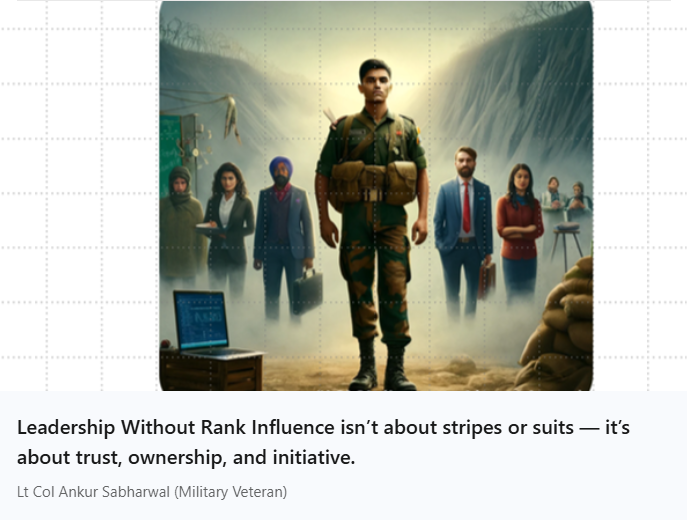 Leadership Without Rank Influence isn’t about stripes or suits — it’s
about trust, ownership, and initiative.
Lt Col Ankur Sabharwal (Military Veteran)